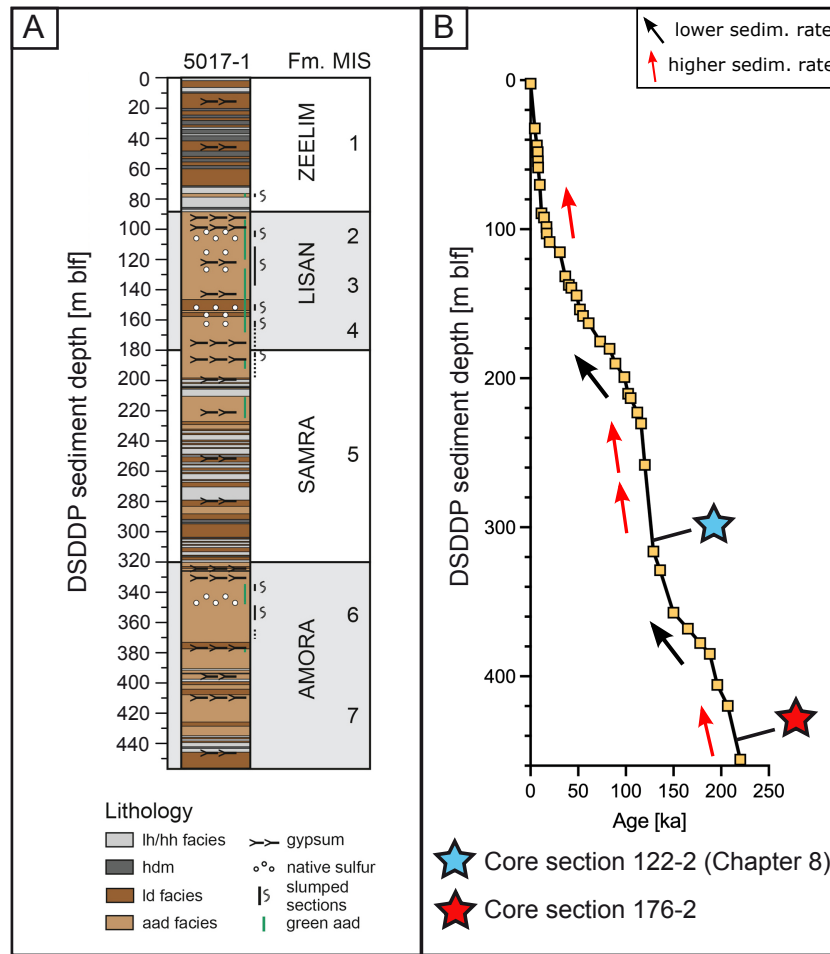 A
5017-1 Fm. MIS
DSDDP sediment depth [m blf]
0
20
40
60
80
100
120
140
160
180
200
220
240
260
280
300
320
340
360
380
400
420
440
ZEELIM
1
LISAN
2
3
4
SAMRA
5
AMORA
6
7
Lithology
lh/hh facies
hdm
ld facies
aad facies
gypsum
native sulfur
slumped
sections
green aad
B
lower sedim. rate
higher sedim. rate
DSDDP sediment depth [m blf]
0
100
200
300
400
0 50 100 150 200 250
Age [ka]
Core section 122-2 (Chapter 8)
Core section 176-2